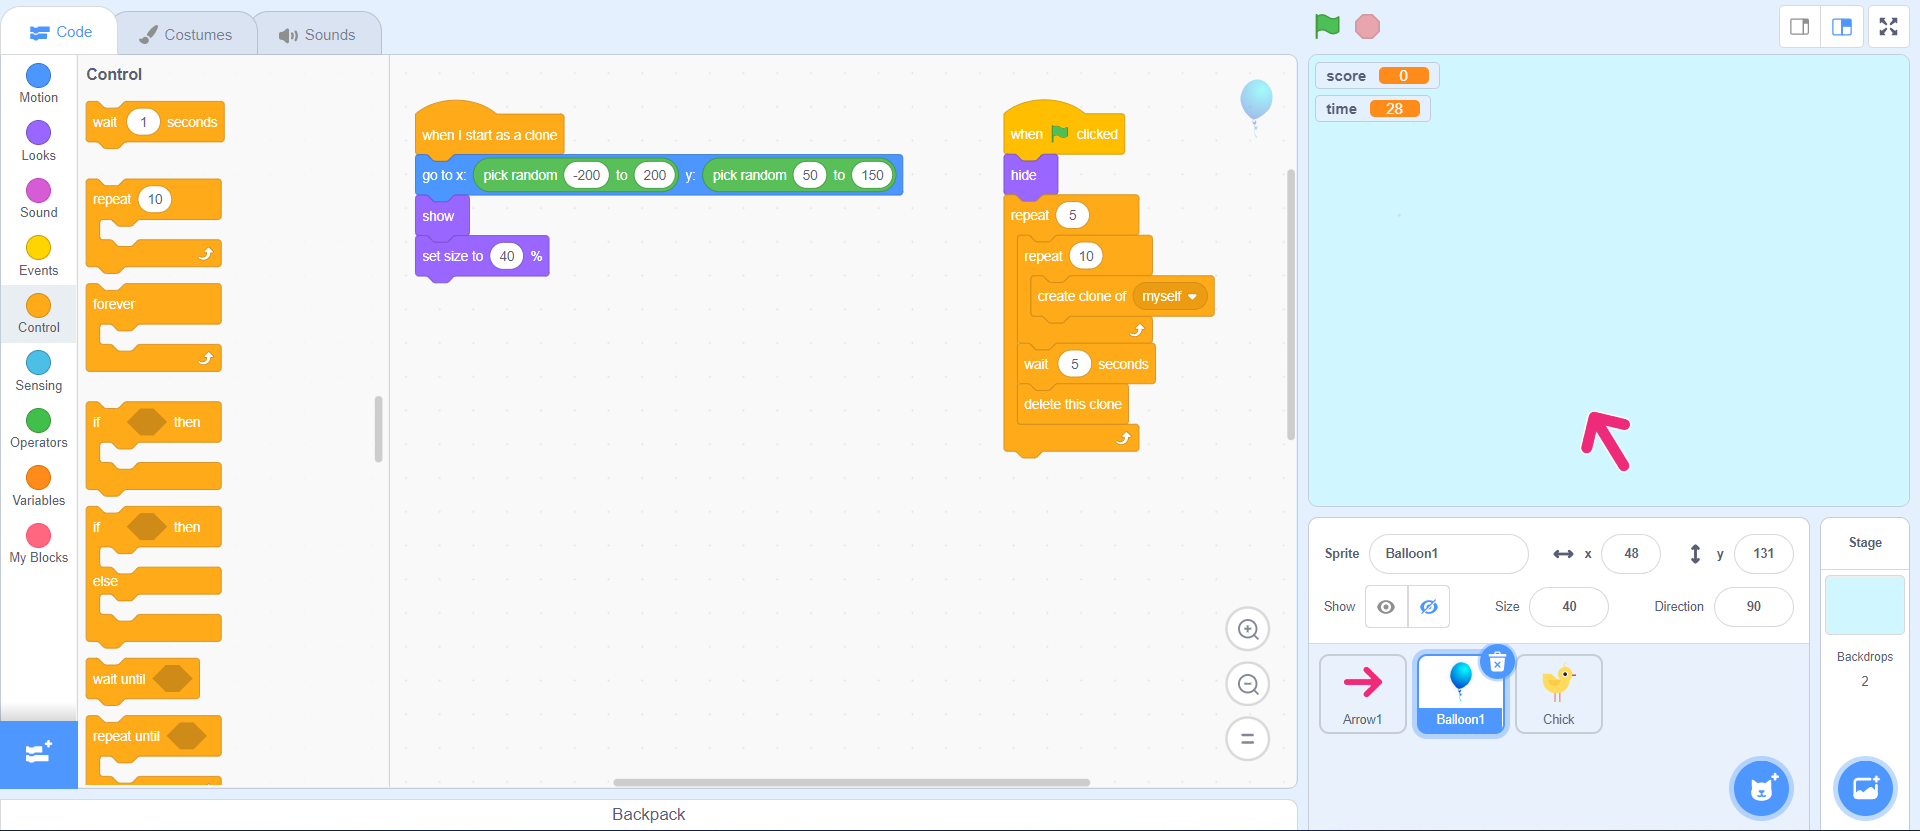 Code
Costumes
Sounds
Motion
Looks
Sound
Events
Control
Sensing
Operators
Variables
My Blocks
Control
wait 1 seconds
repeat 10
forever
if then
if then
else
wait until
repeat until
when I start as a clone
go to x: pick random -200 to 200 y: pick random 50 to 150
show
set size to 40 %
when clicked
hide
repeat 5
repeat 10
create clone of myself
wait 5 seconds
delete this clone
Backpack
score 0
time 28
Sprite Balloon1 x 48 y 131
Show Size 40 Direction 90
Arrow1
Balloon1
Chick
Stage
Backdrops
2